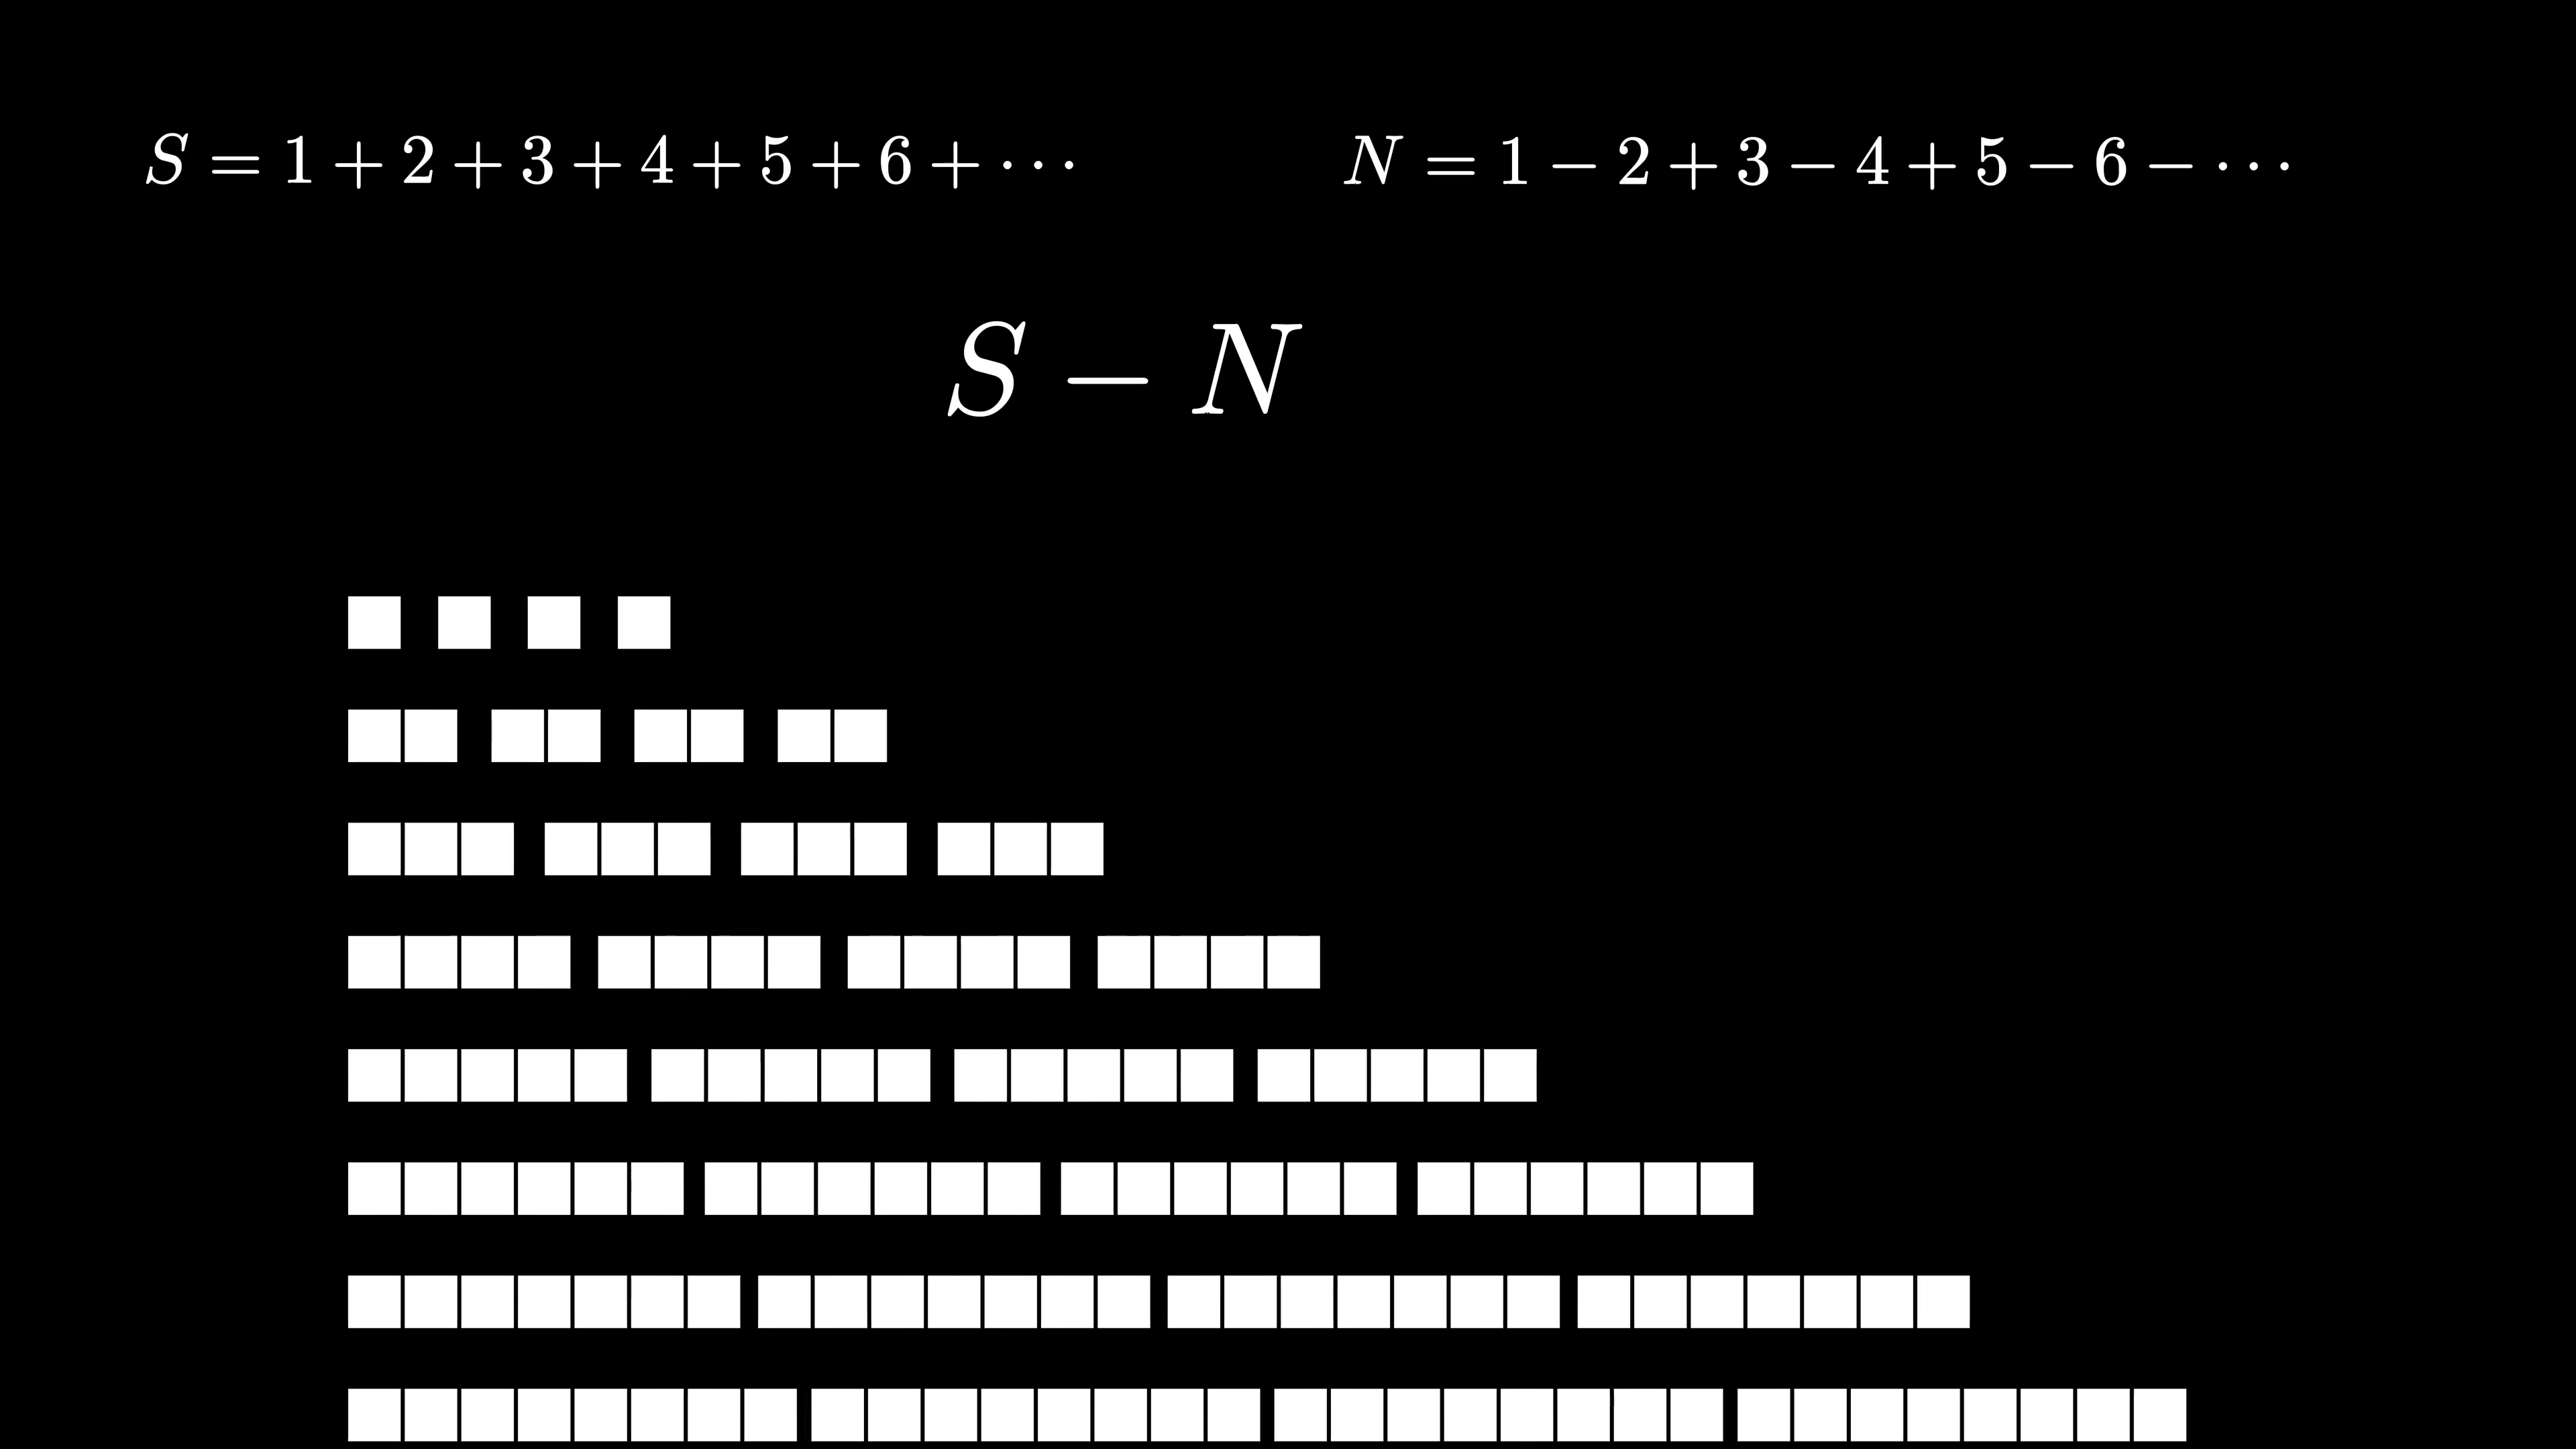 S = 1 + 2 + 3 + 4 + 5 + 6 + ⋯
N = 1 − 2 + 3 − 4 + 5 − 6 − ⋯
S − N